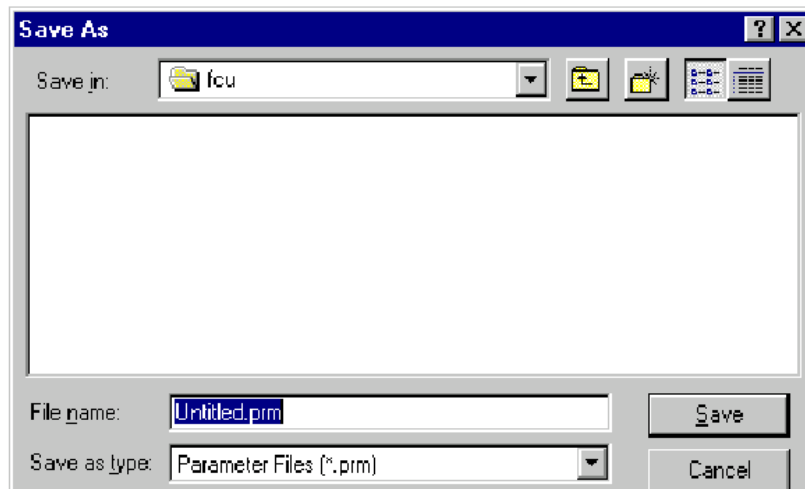 Save As
Save in: fcu
File name: Untitled.prm Save
Save as type: Parameter Files (*.prm) Cancel